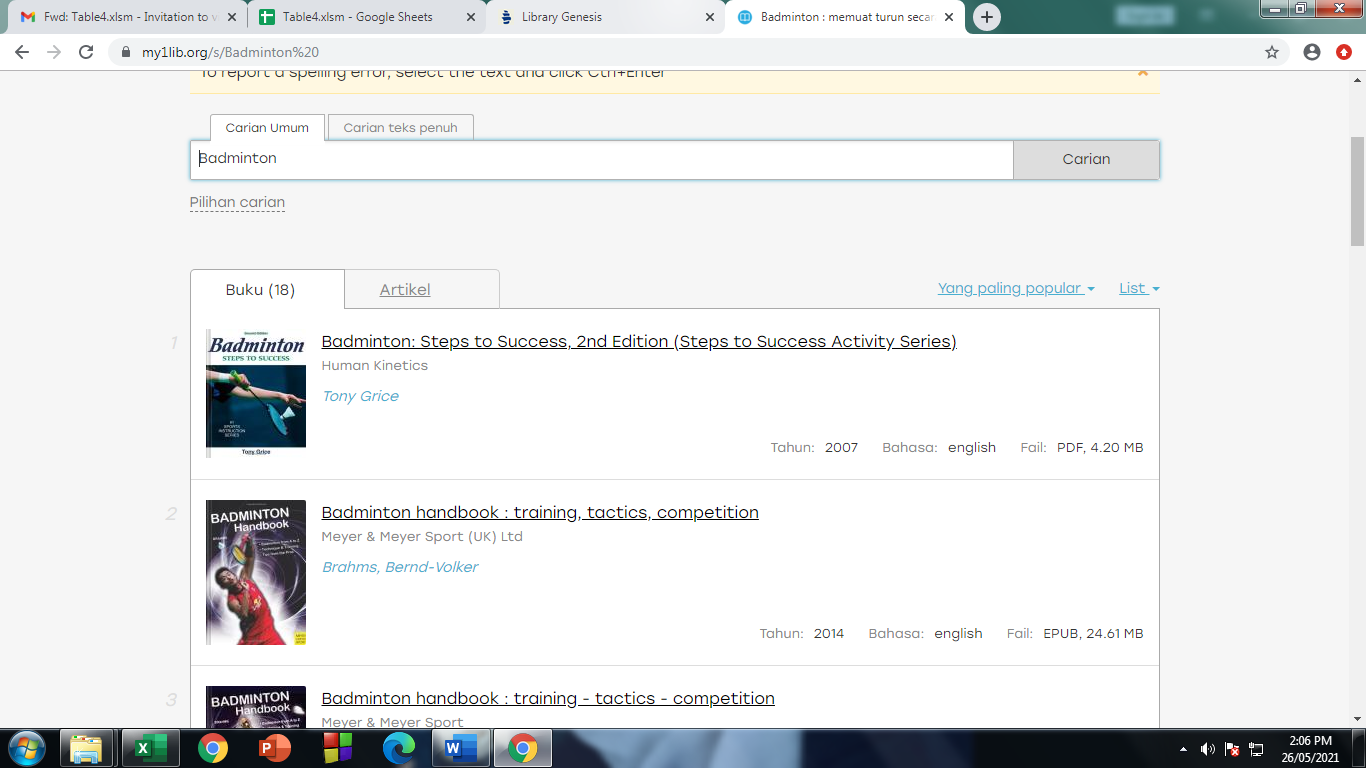 Fwd: Table4.xlsm - Invitation to v
Table4.xlsm - Google Sheets
Library Genesis
Badminton : memuat turun secar
my1lib.org/s/Badminton%20
To report a spelling error, select the text and click Ctrl+Enter
Carian Umum
Carian teks penuh
Badminton
Carian
Pilihan carian
Buku (18)
Artikel
Yang paling popular
List
1
Badminton
STEPS TO SUCCESS
Tony Grice
Badminton: Steps to Success, 2nd Edition (Steps to Success Activity Series)
Human Kinetics
Tony Grice
Tahun: 2007 Bahasa: english Fail: PDF, 4.20 MB
2
BADMINTON
Handbook
Badminton handbook : training, tactics, competition
Meyer & Meyer Sport (UK) Ltd
Brahms, Bernd-Volker
Tahun: 2014 Bahasa: english Fail: EPUB, 24.61 MB
3
BADMINTON
Handbook
Badminton handbook : training - tactics - competition
Meyer & Meyer Sport
2:06 PM
26/05/2021